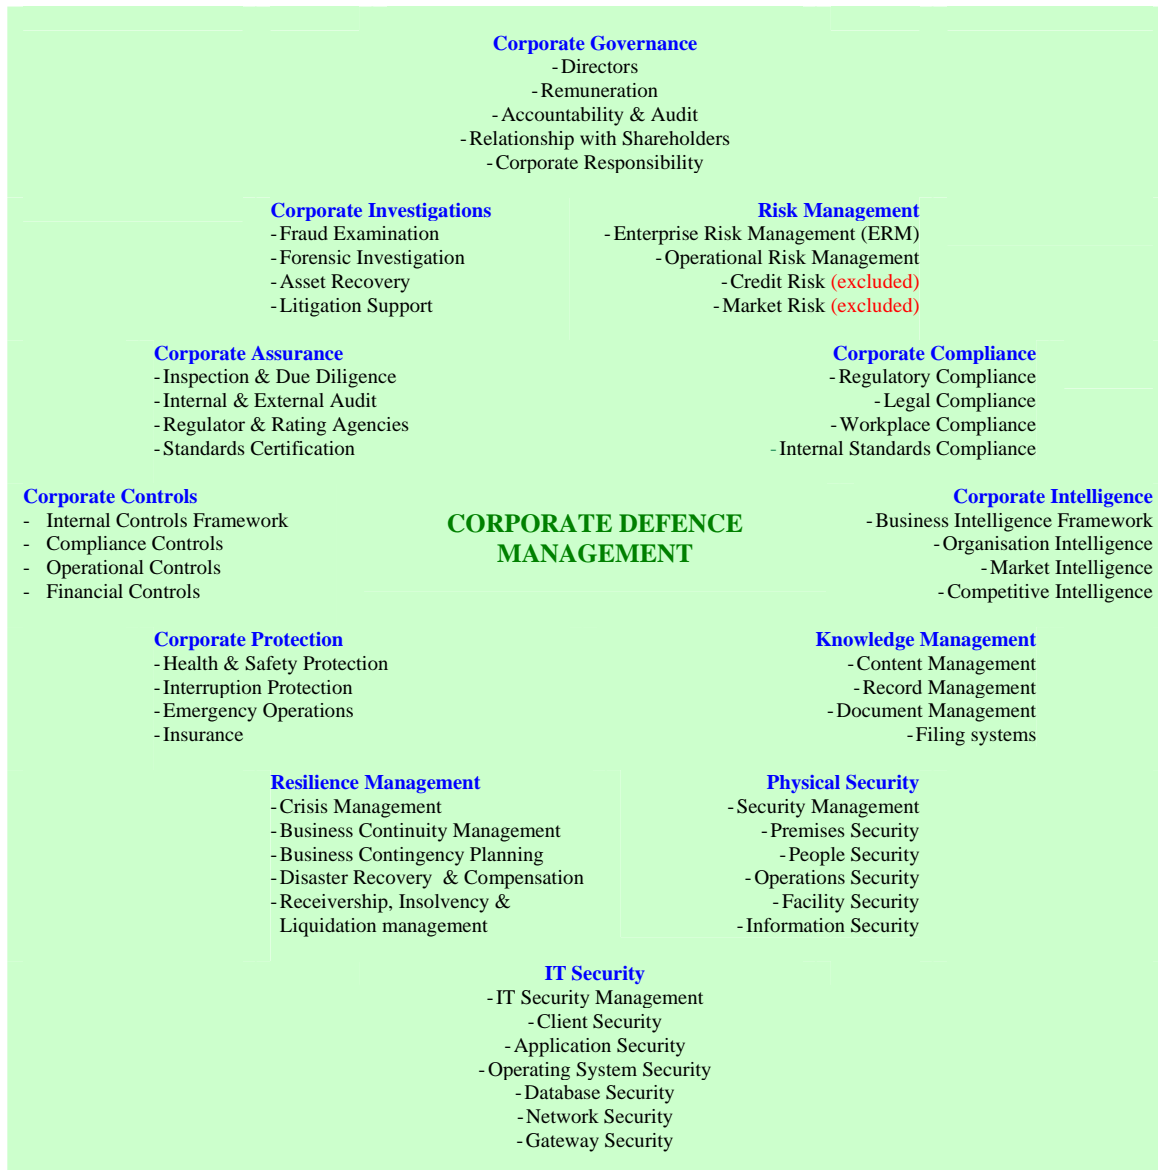 Corporate Governance
-Directors
-Remuneration
-Accountability & Audit
-Relationship with Shareholders
-Corporate Responsibility
Corporate Investigations
-Fraud Examination
-Forensic Investigation
-Asset Recovery
-Litigation Support
Risk Management
-Enterprise Risk Management (ERM)
-Operational Risk Management
-Credit Risk (excluded)
-Market Risk (excluded)
Corporate Assurance
-Inspection & Due Diligence
-Internal & External Audit
-Regulator & Rating Agencies
-Standards Certification
Corporate Compliance
-Regulatory Compliance
-Legal Compliance
-Workplace Compliance
-Internal Standards Compliance
Corporate Controls
- Internal Controls Framework
- Compliance Controls
- Operational Controls
- Financial Controls
CORPORATE DEFENCE
MANAGEMENT
Corporate Intelligence
-Business Intelligence Framework
-Organisation Intelligence
-Market Intelligence
-Competitive Intelligence
Corporate Protection
-Health & Safety Protection
-Interruption Protection
-Emergency Operations
-Insurance
Knowledge Management
-Content Management
-Record Management
-Document Management
-Filing systems
Resilience Management
-Crisis Management
-Business Continuity Management
-Business Contingency Planning
-Disaster Recovery & Compensation
-Receivership, Insolvency &
Liquidation management
Physical Security
-Security Management
-Premises Security
-People Security
-Operations Security
-Facility Security
-Information Security
IT Security
-IT Security Management
-Client Security
-Application Security
-Operating System Security
-Database Security
-Network Security
-Gateway Security